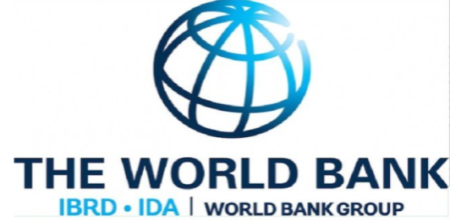 THE WORLD BANK
IBRD • IDA | WORLD BANK GROUP